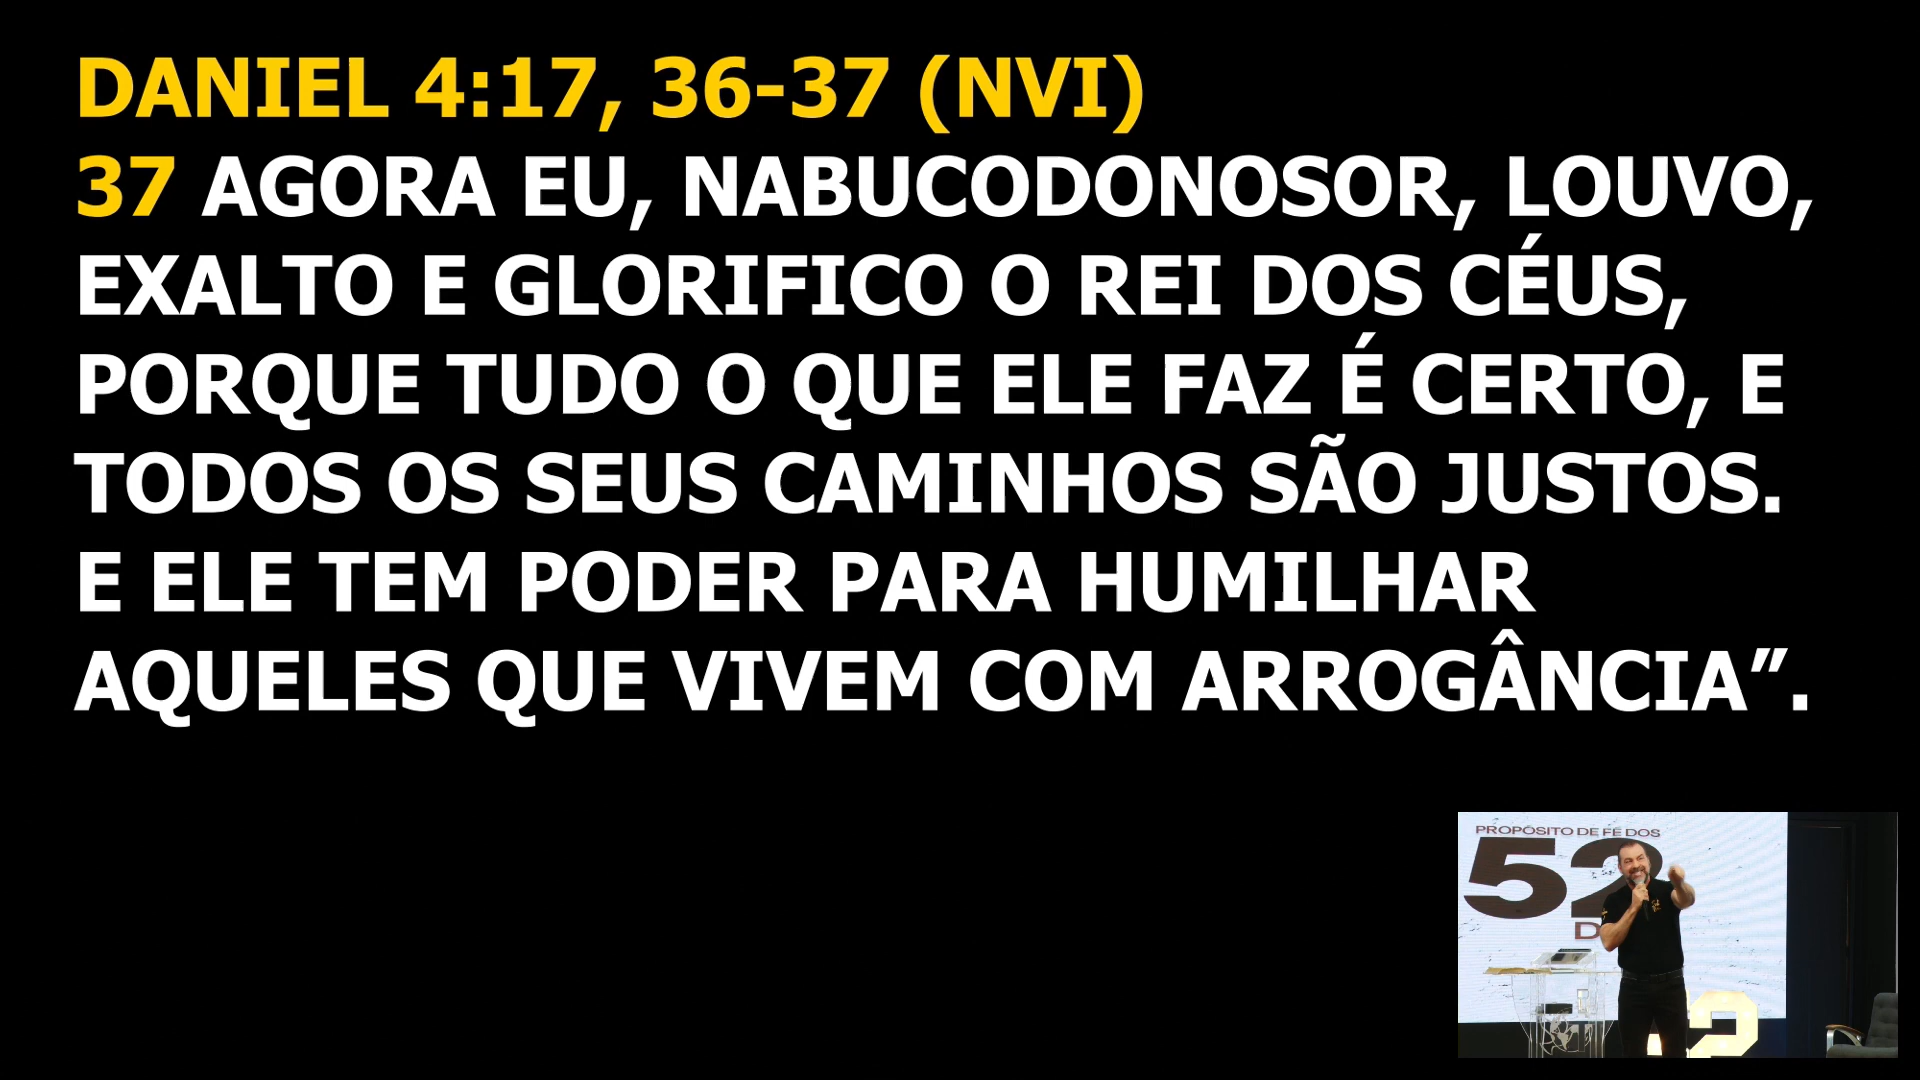 DANIEL 4:17, 36-37 (NVI)
37 AGORA EU, NABUCODONOSOR, LOUVO,
EXALTO E GLORIFICO O REI DOS CÉUS,
PORQUE TUDO O QUE ELE FAZ É CERTO, E
TODOS OS SEUS CAMINHOS SÃO JUSTOS.
E ELE TEM PODER PARA HUMILHAR
AQUELES QUE VIVEM COM ARROGÂNCIA”.
PROPÓSITO DE FÉ DOS
52